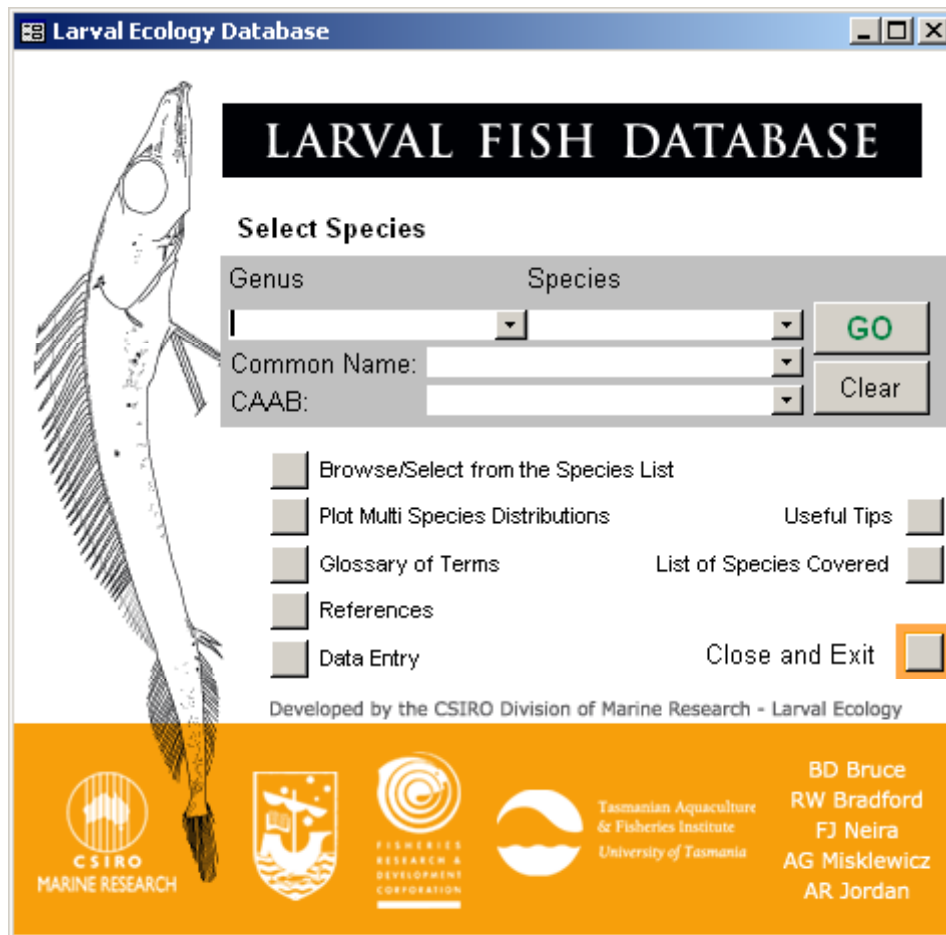 Larval Ecology Database
LARVAL FISH DATABASE
Select Species
Genus Species
GO
Common Name:
CAAB:
Clear
Browse/Select from the Species List
Plot Multi Species Distributions
Useful Tips
Glossary of Terms
List of Species Covered
References
Data Entry
Close and Exit
Developed by the CSIRO Division of Marine Research - Larval Ecology
CSIRO
MARINE RESEARCH
FISHERIES
RESEARCH &
DEVELOPMENT
CORPORATION
Tasmanian Aquaculture
& Fisheries Institute
University of Tasmania
BD Bruce
RW Bradford
FJ Neira
AG Misklewicz
AR Jordan